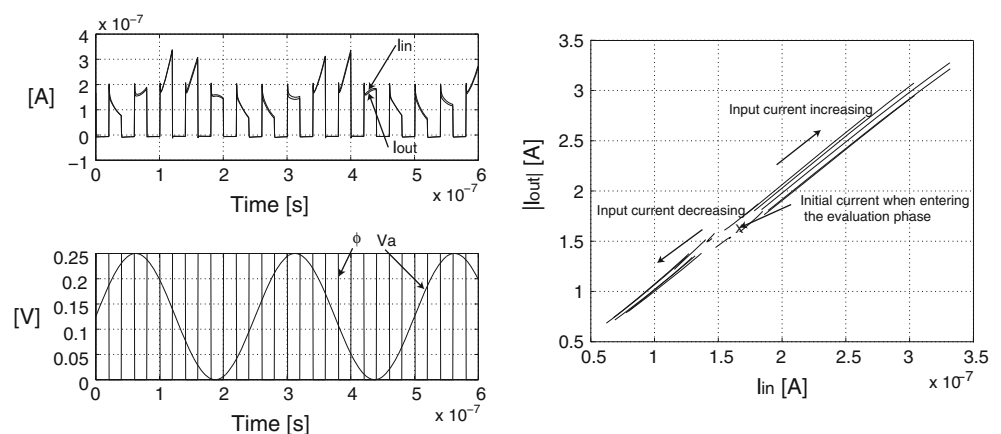 x 10⁻⁷
4
3
2
1
0
−1
[A]
Iin
Iout
0
1
2
3
4
5
6
Time [s]
x 10⁻⁷
ϕ
Va
0.25
0.2
0.15
0.1
0.05
0
[V]
0
1
2
3
4
5
6
Time [s]
x 10⁻⁷
3.5
3
2.5
2
1.5
1
0.5
|Iout| [A]
Input current increasing
Input current decreasing
Initial current when entering
the evaluation phase
0.5
1
1.5
2
2.5
3
3.5
Iin [A]
x 10⁻⁷